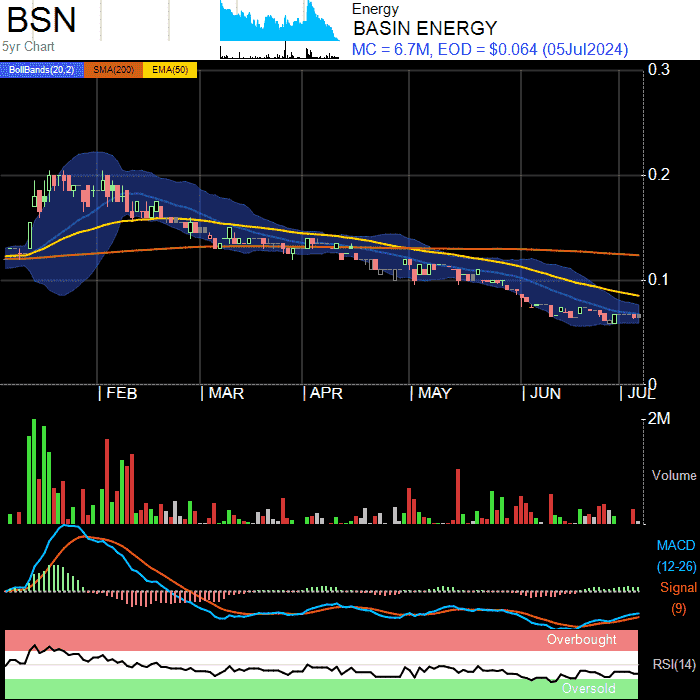 BSN
5yr Chart
Energy
BASIN ENERGY
MC = 6.7M, EOD = $0.064 (05Jul2024)
BollBands(20,2) SMA(200) EMA(50)
0.3
0.2
0.1
0
FEB MAR APR MAY JUN JUL
2M
Volume
MACD
(12-26)
Signal
(9)
Overbought
RSI(14)
Oversold